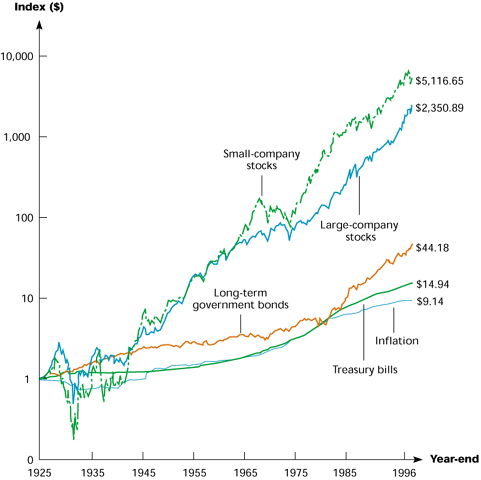 Index ($)
10,000
$5,116.65
$2,350.89
1,000
Small-company
stocks
100
Large-company
stocks
$44.18
Long-term
government bonds
$14.94
10
$9.14
Inflation
Treasury bills
1
0
Year-end
1925 1935 1945 1955 1965 1975 1985 1996